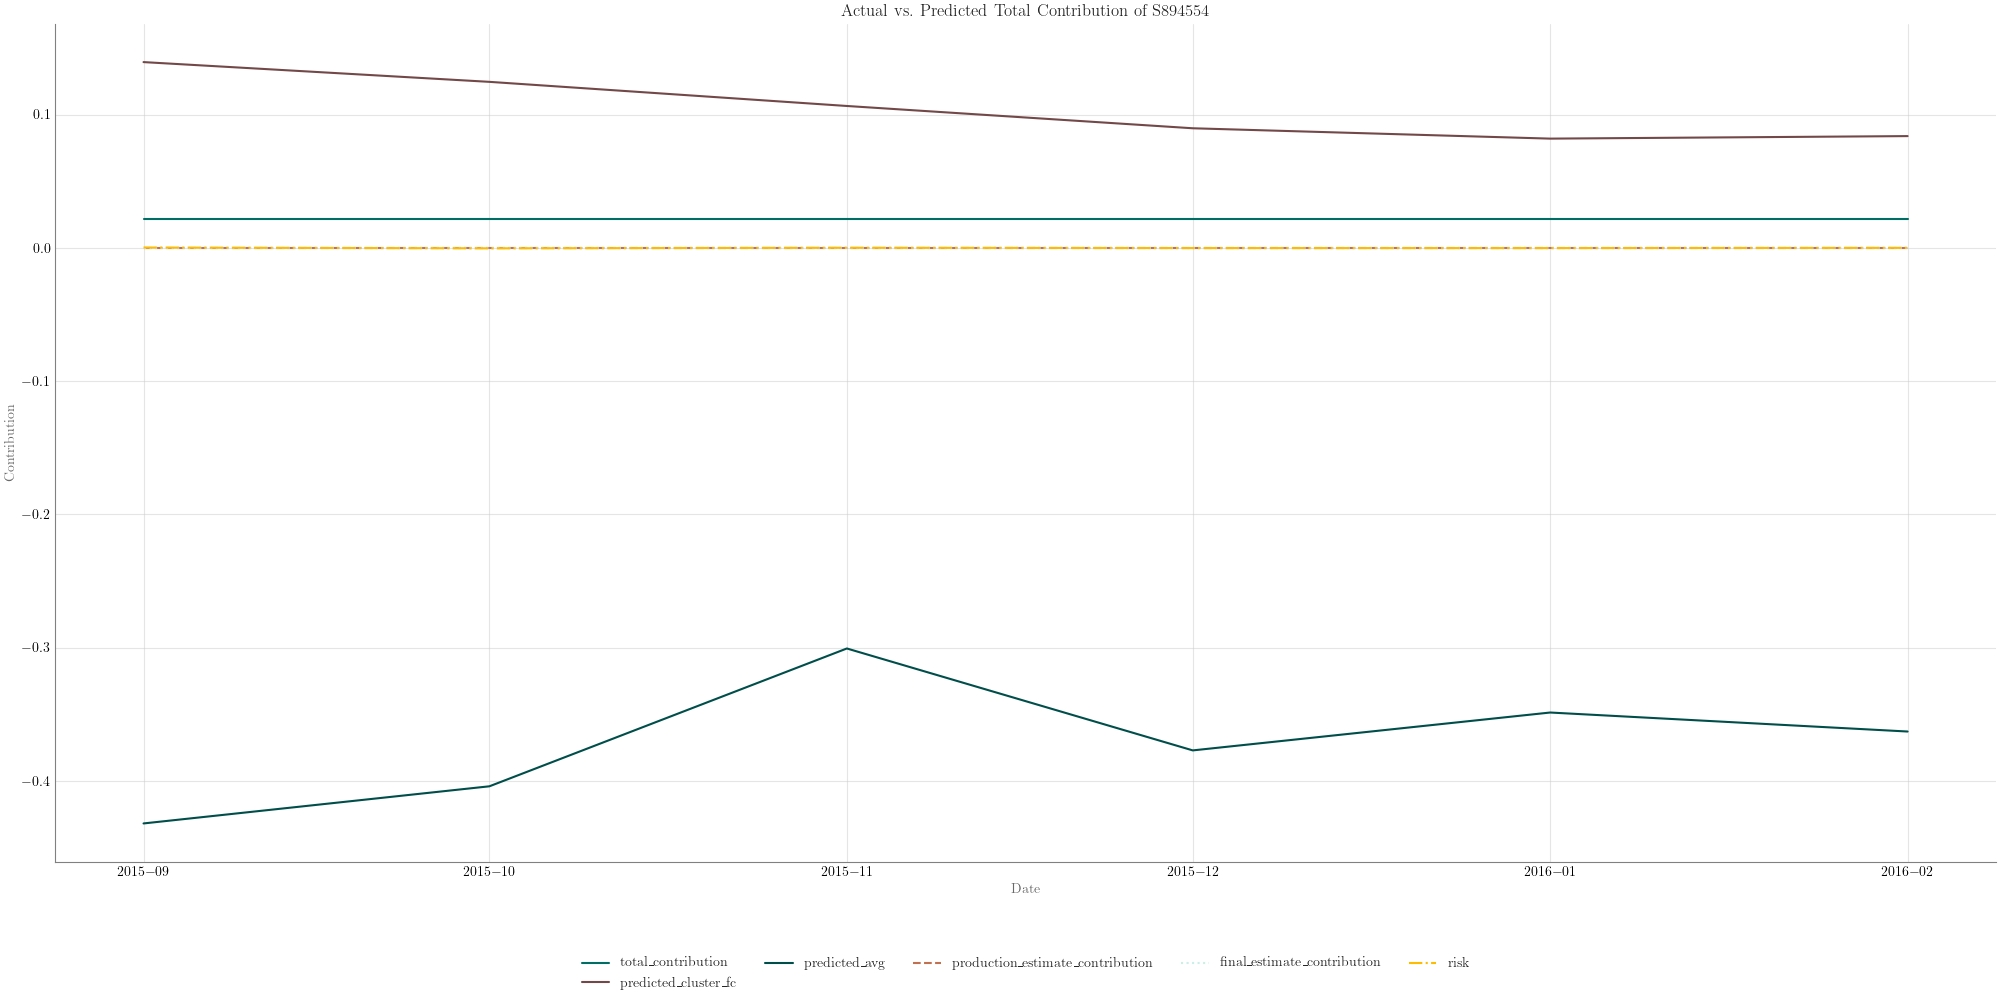 Actual vs. Predicted Total Contribution of S894554
0.1
0.0
−0.1
−0.2
−0.3
−0.4
Contribution
2015−09 2015−10 2015−11 2015−12 2016−01 2016−02
Date
total_contribution predicted_avg production_estimate_contribution final_estimate_contribution risk
predicted_cluster_fc